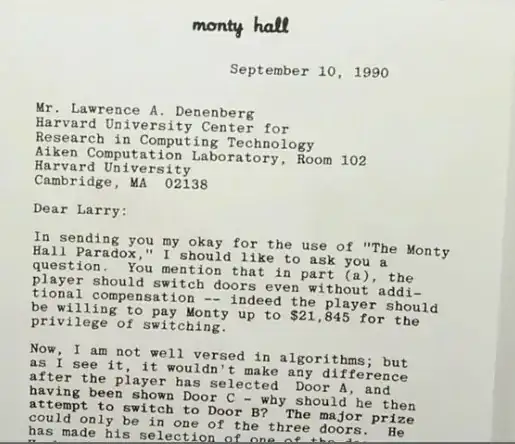 monty hall
September 10, 1990
Mr. Lawrence A. Denenberg
Harvard University Center for
Research in Computing Technology
Aiken Computation Laboratory, Room 102
Harvard University
Cambridge, MA 02138
Dear Larry:
In sending you my okay for the use of "The Monty
Hall Paradox," I should like to ask you a
question. You mention that in part (a), the
player should switch doors even without addi-
tional compensation -- indeed the player should
be willing to pay Monty up to $21,845 for the
privilege of switching.
Now, I am not well versed in algorithms; but
as I see it, it wouldn't make any difference
after the player has selected Door A, and
having been shown Door C - why should he then
attempt to switch to Door B? The major prize
could only be in one of the three doors. He
has made his selection of one of the